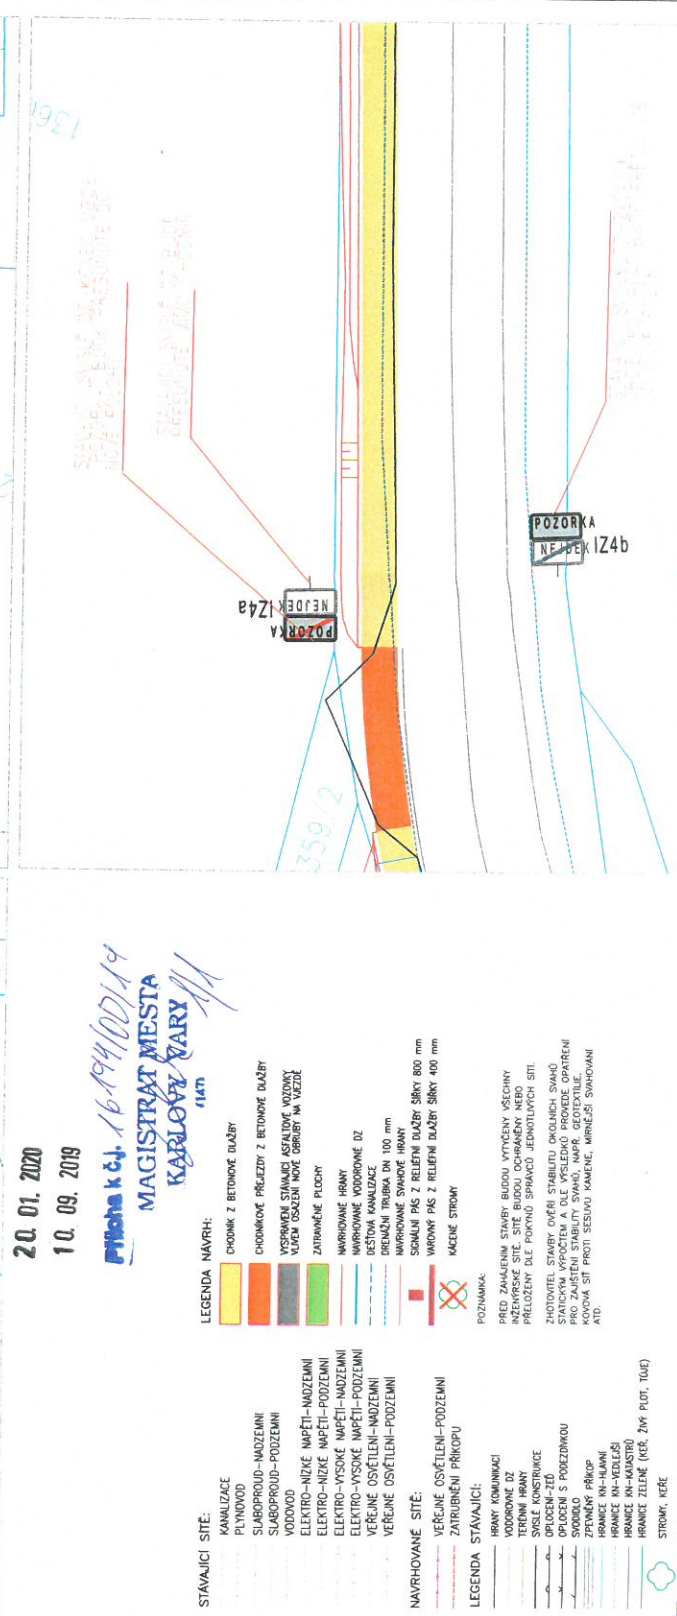 20. 01. 2020
10. 09. 2019
Příloha k č.j. 16194/OD/14
MAGISTRÁT MĚSTA
KARLOVY VARY
1/1
LEGENDA NÁVRH:
CHODNÍK Z BETONOVÉ DLAŽBY
CHODNÍKOVÉ PŘEJEZDY Z BETONOVÉ DLAŽBY
VYSPRAVENÍ STÁVAJÍCÍ ASFALTOVÉ VOZOVKY
VLIVEM OSAZENÍ NOVÉ OBRUBY NA VJEZDĚ
ZATRAVNĚNÉ PLOCHY
NAVRHOVANÉ HRANY
NAVRHOVANÉ VODOROVNÉ DZ
DEŠŤOVÁ KANALIZACE
DRENÁŽNÍ TRUBKA DN 100 mm
NAVRHOVANÉ SVAHOVÉ HRANY
SIGNÁLNÍ PÁS Z RELIÉFNÍ DLAŽBY ŠÍŘKY 800 mm
VAROVNÝ PÁS Z RELIÉFNÍ DLAŽBY ŠÍŘKY 400 mm
KÁCENÉ STROMY
POZNÁMKA:
PŘED ZAHÁJENÍM STAVBY BUDOU VYTÝČENY VŠECHNY
INŽENÝRSKÉ SÍTĚ. SÍTĚ BUDOU OCHRÁNĚNY NEBO
PŘELOŽENY DLE POKYNŮ SPRÁVCŮ JEDNOTLIVÝCH SÍTÍ.
ZHOTOVITEL STAVBY OVĚŘÍ STABILITU OKOLNÍCH SVAHŮ
STATICKÝM VÝPOČTEM A DLE VÝSLEDKŮ PROVEDE OPATŘENÍ
PRO ZAJIŠTĚNÍ STABILITY SVAHŮ, NAPŘ. GEOTEXTILIE,
KOVOVÁ SÍŤ PROTI SESUVU KAMENE, MÍRNĚJŠÍ SVAHOVÁNÍ
ATD.
STÁVAJÍCÍ SÍTĚ:
KANALIZACE
PLYNOVOD
SLABOPROUD-NADZEMNÍ
SLABOPROUD-PODZEMNÍ
VODOVOD
ELEKTRO-NÍZKÉ NAPĚTÍ-NADZEMNÍ
ELEKTRO-NÍZKÉ NAPĚTÍ-PODZEMNÍ
ELEKTRO-VYSOKÉ NAPĚTÍ-NADZEMNÍ
ELEKTRO-VYSOKÉ NAPĚTÍ-PODZEMNÍ
VEŘEJNÉ OSVĚTLENÍ-NADZEMNÍ
VEŘEJNÉ OSVĚTLENÍ-PODZEMNÍ
NAVRHOVANÉ SÍTĚ:
VEŘEJNÉ OSVĚTLENÍ-PODZEMNÍ
ZATRUBNĚNÍ PŘÍKOPU
LEGENDA STÁVAJÍCÍ:
HRANY KOMUNIKACÍ
VODOROVNÉ DZ
TERÉNNÍ HRANY
SVISLÉ KONSTRUKCE
OPLOCENÍ-ZEĎ
OPLOCENÍ S PODEZDÍVKOU
SVODIDLO
ZPEVNĚNÝ PŘÍKOP
HRANICE KN-HLAVNÍ
HRANICE KN-VEDLEJŠÍ
HRANICE KN-KATASTRŮ
HRANICE ZELENĚ (KEŘ, ŽIVÝ PLOT, TÚJE)
STROMY, KEŘE
359/2
IZ4a
NEJDEK
POZORKA
POZORKA
NEJDEK
IZ4b